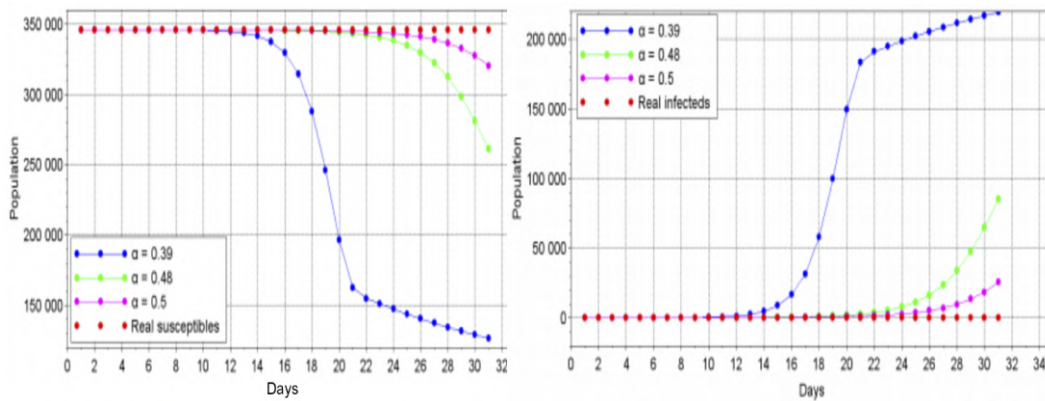 350 000
300 000
250 000
200 000
150 000
Population
α = 0.39
α = 0.48
α = 0.5
Real susceptibles
0 2 4 6 8 10 12 14 16 18 20 22 24 26 28 30 32
Days
200 000
150 000
100 000
50 000
0
Population
α = 0.39
α = 0.48
α = 0.5
Real infecteds
0 2 4 6 8 10 12 14 16 18 20 22 24 26 28 30 32 34
Days